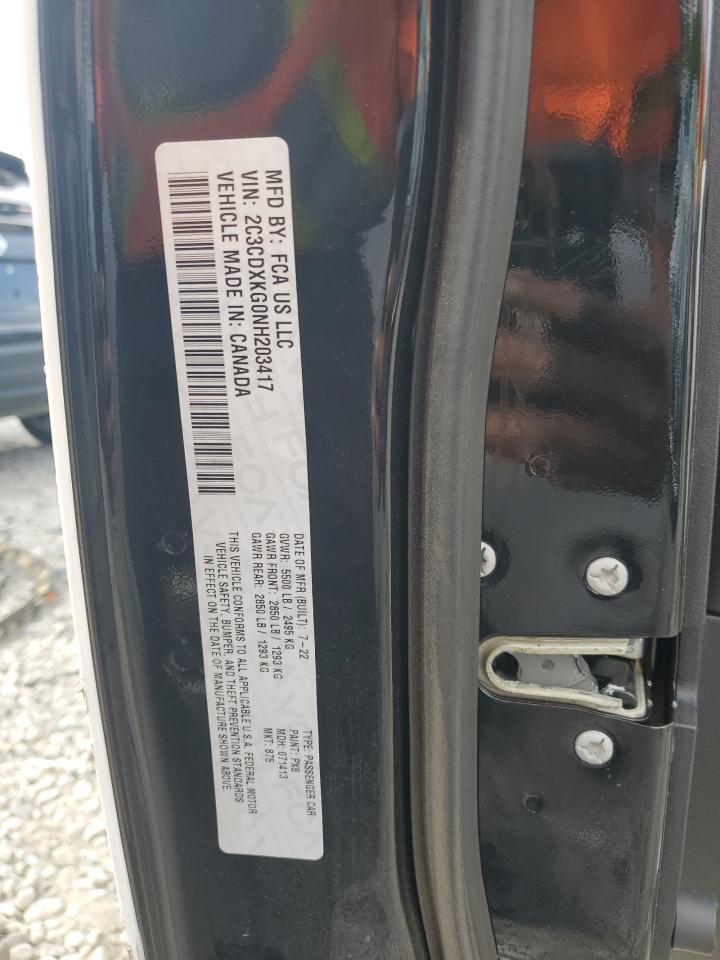 MFD BY: FCA US LLC
VIN: 2C3CDXKG0NH203417
VEHICLE MADE IN: CANADA
DATE OF MFR (BUILT): 7-22
GVWR: 5500 LB / 2495 KG
GAWR FRONT: 2850 LB / 1293 KG
GAWR REAR: 2850 LB / 1293 KG
TYPE: PASSENGER CAR
PAINT: PX8
MDH: 071413
MKT: 875
THIS VEHICLE CONFORMS TO ALL APPLICABLE U.S.A. FEDERAL MOTOR
VEHICLE SAFETY, BUMPER, AND THEFT PREVENTION STANDARDS
IN EFFECT ON THE DATE OF MANUFACTURE SHOWN ABOVE.